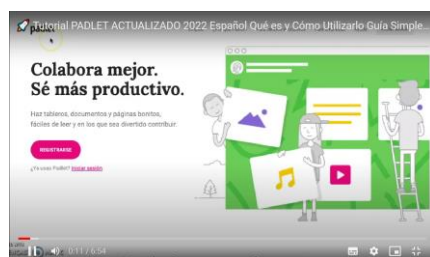 Tutorial PADLET ACTUALIZADO 2022 Español Qué es y Cómo Utilizarlo Guía Simple...
padlet
Colabora mejor.
Sé más productivo.
Haz tableros, documentos y páginas bonitos,
fáciles de leer y en los que sea divertido contribuir.
REGISTRARSE
¿Ya usas Padlet? Iniciar sesión
0:11 / 6:54